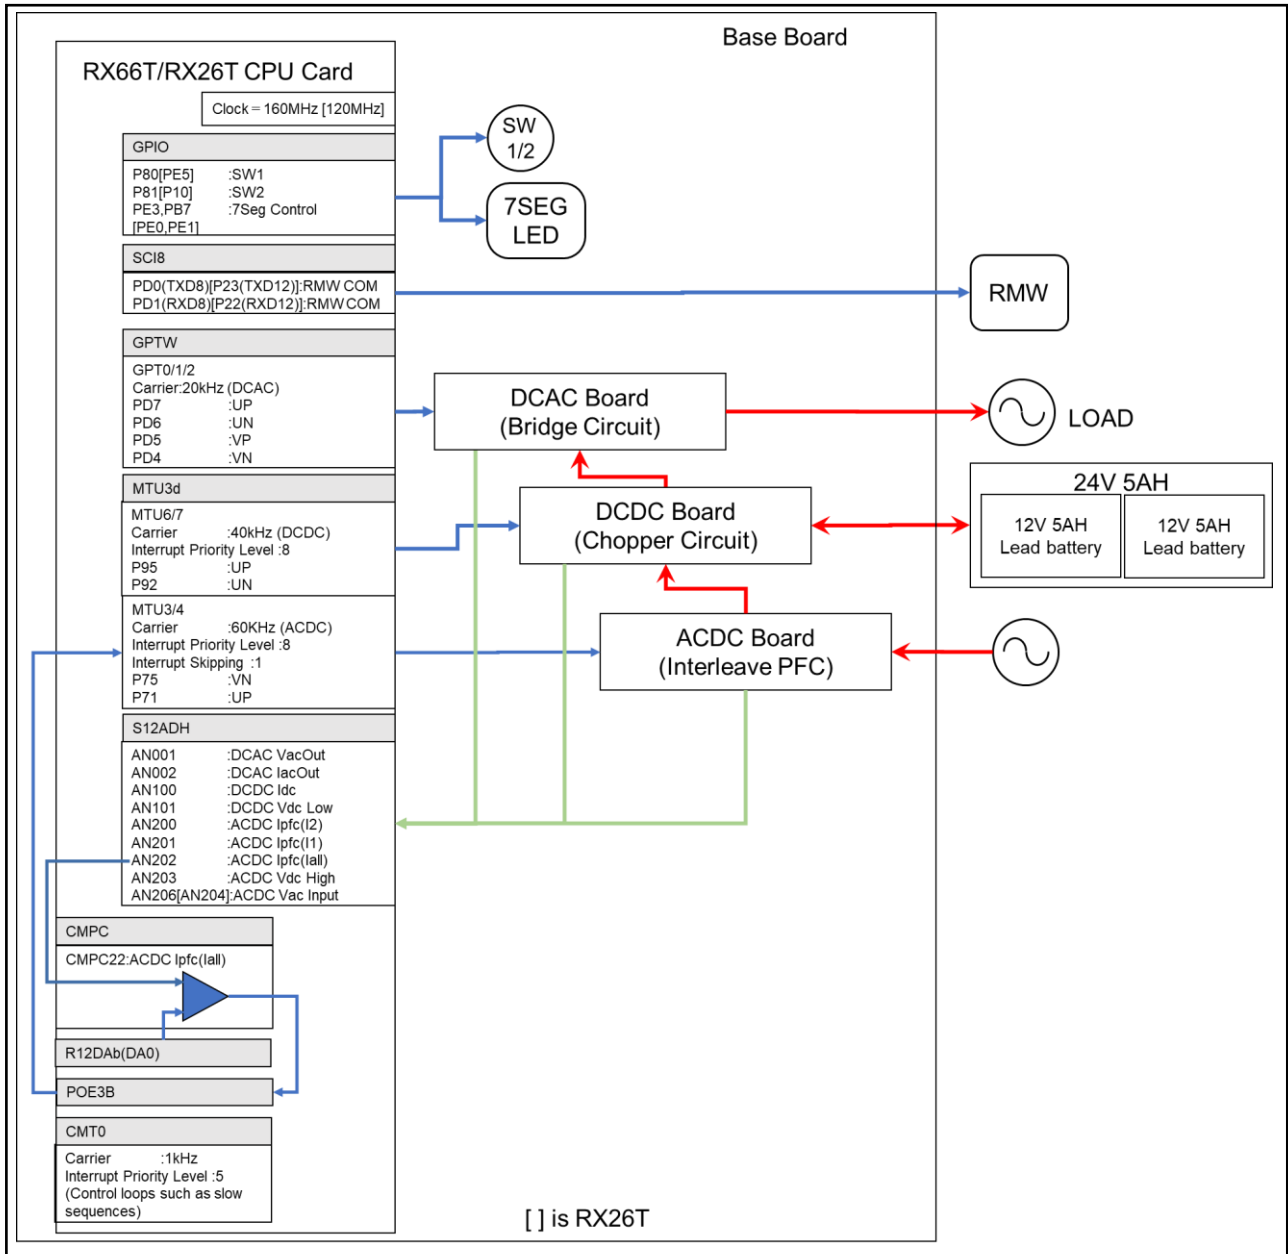 Base Board
RX66T/RX26T CPU Card
Clock = 160MHz [120MHz]
GPIO
P80[PE5] :SW1
P81[P10] :SW2
PE3,PB7 :7Seg Control
[PE0,PE1]
SW
1/2
7SEG
LED
SCI8
PD0(TXD8)[P23(TXD12)]:RMW COM
PD1(RXD8)[P22(RXD12)]:RMW COM
RMW
GPTW
GPT0/1/2
Carrier:20kHz (DCAC)
PD7 :UP
PD6 :UN
PD5 :VP
PD4 :VN
DCAC Board
(Bridge Circuit)
LOAD
MTU3d
MTU6/7
Carrier :40kHz (DCDC)
Interrupt Priority Level :8
P95 :UP
P92 :UN
DCDC Board
(Chopper Circuit)
24V 5AH
12V 5AH
Lead battery
12V 5AH
Lead battery
MTU3/4
Carrier :60KHz (ACDC)
Interrupt Priority Level :8
Interrupt Skipping :1
P75 :VN
P71 :UP
ACDC Board
(Interleave PFC)
S12ADH
AN001 :DCAC VacOut
AN002 :DCAC IacOut
AN100 :DCDC Idc
AN101 :DCDC Vdc Low
AN200 :ACDC Ipfc(I2)
AN201 :ACDC Ipfc(I1)
AN202 :ACDC Ipfc(Iall)
AN203 :ACDC Vdc High
AN206[AN204]:ACDC Vac Input
CMPC
CMPC22:ACDC Ipfc(Iall)
R12DAb(DA0)
POE3B
CMT0
Carrier :1kHz
Interrupt Priority Level :5
(Control loops such as slow
sequences)
[ ] is RX26T